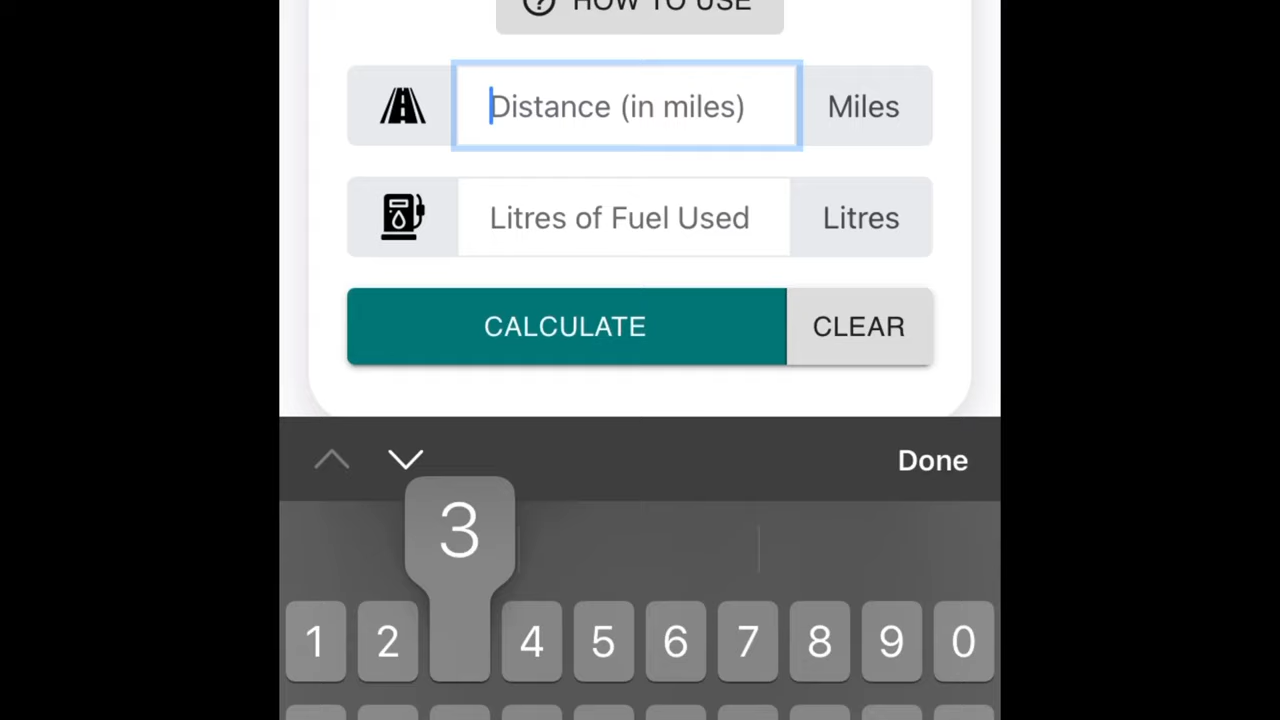 HOW TO USE
Distance (in miles) Miles
Litres of Fuel Used Litres
CALCULATE CLEAR
Done
3
1 2 4 5 6 7 8 9 0